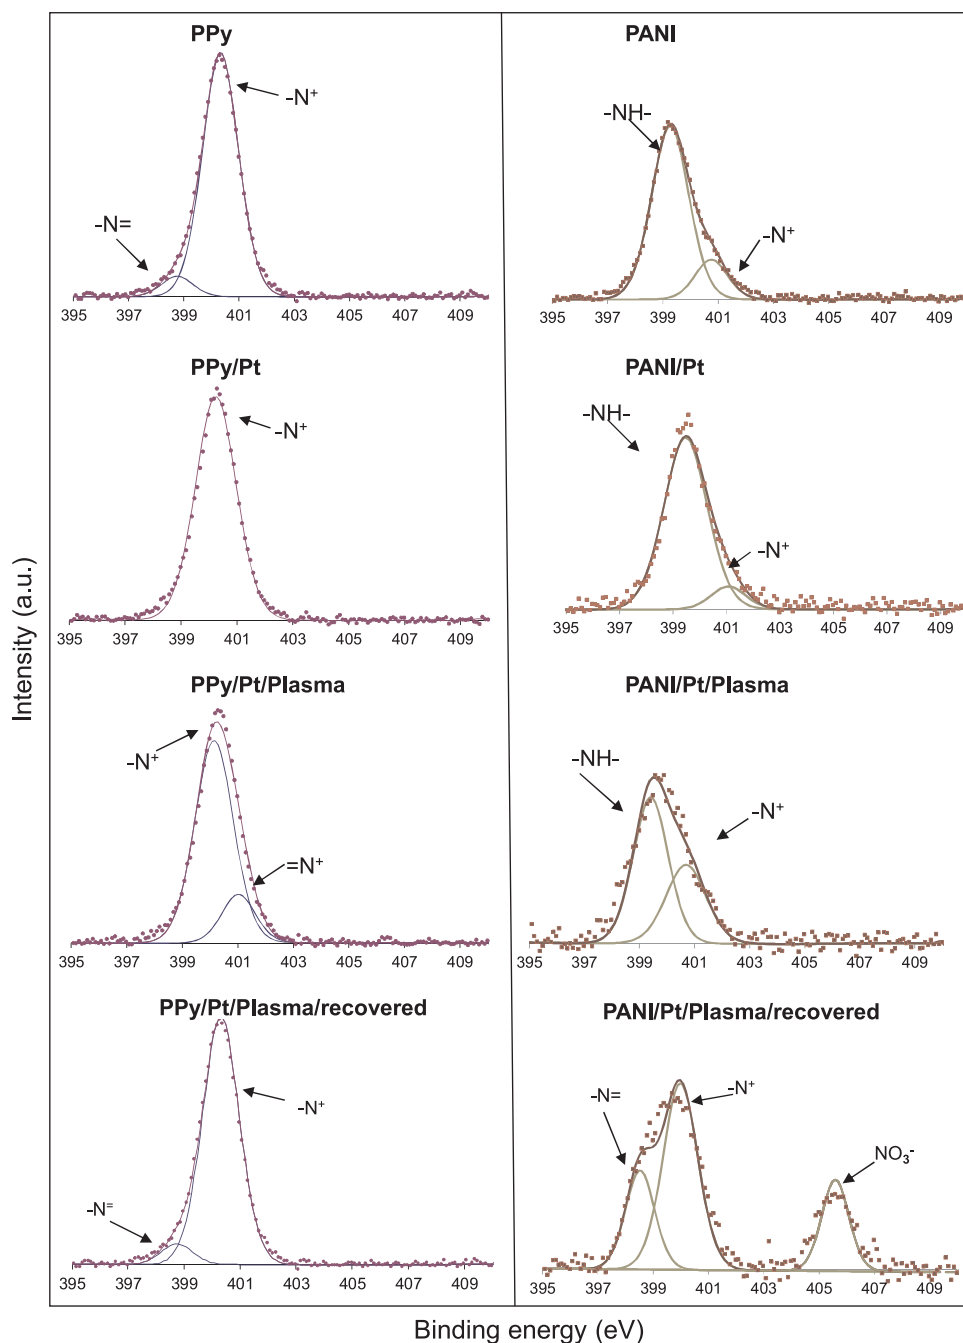 PPy
-N⁺
-N=
395 397 399 401 403 405 407 409
PANI
-NH-
-N⁺
395 397 399 401 403 405 407 409
PPy/Pt
-N⁺
395 397 399 401 403 405 407 409
PANI/Pt
-NH-
-N⁺
395 397 399 401 403 405 407 409
Intensity (a.u.)
PPy/Pt/Plasma
-N⁺
=N⁺
395 397 399 401 403 405 407 409
PANI/Pt/Plasma
-NH-
-N⁺
395 397 399 401 403 405 407 409
PPy/Pt/Plasma/recovered
-N⁺
-N⁼
395 397 399 401 403 405 407 409
PANI/Pt/Plasma/recovered
-N=
-N⁺
NO₃⁻
395 397 399 401 403 405 407 409
Binding energy (eV)